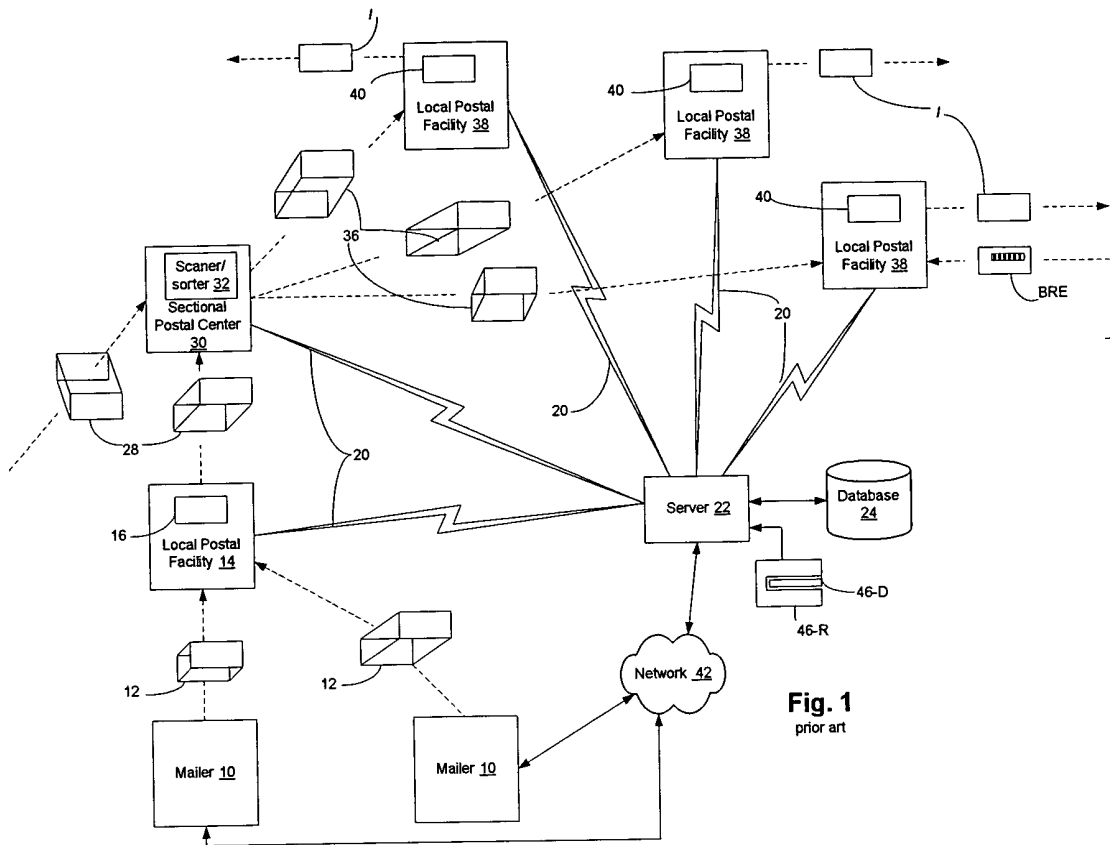 1
40
Local Postal
Facility 38
40
Local Postal
Facility 38
1
40
Local Postal
Facility 38
BRE
36
Scaner/
sorter 32
Sectional
Postal Center
30
28
20
20
20
16
Local Postal
Facility 14
Server 22
Database
24
46-D
46-R
12
12
Network 42
Fig. 1
prior art
Mailer 10
Mailer 10